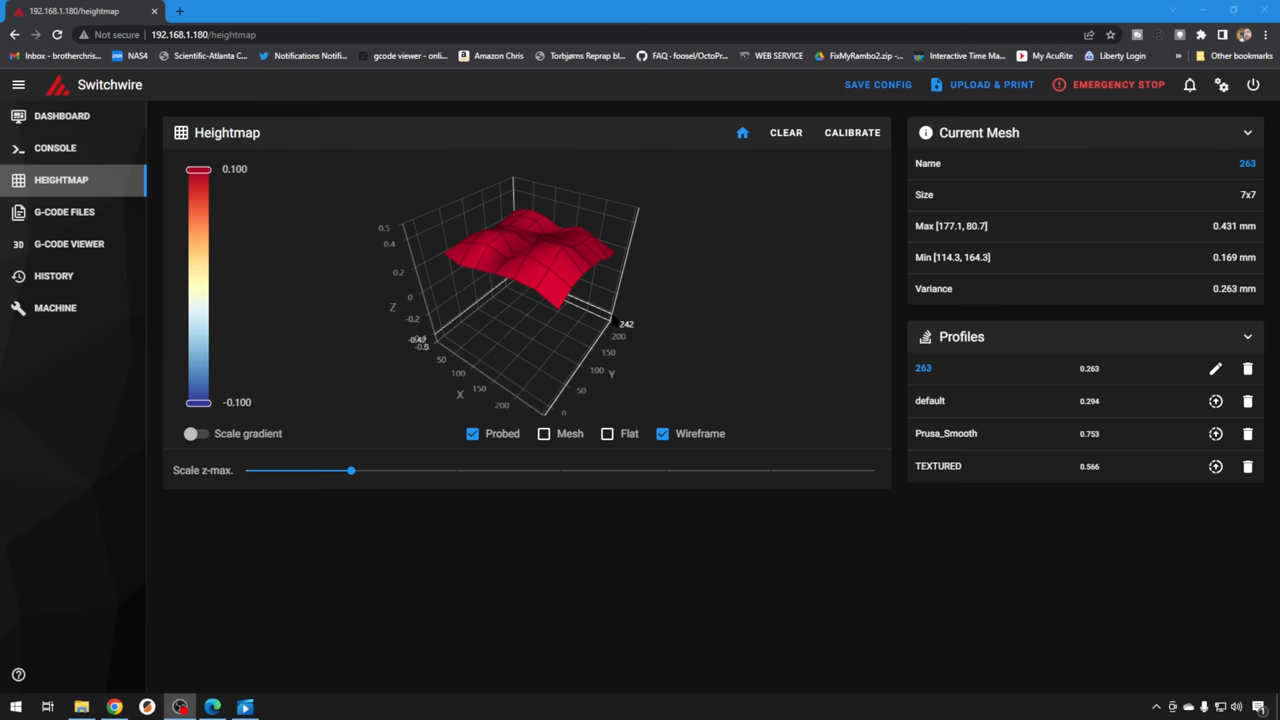 192.168.1.180/heightmap
Not secure 192.168.1.180/heightmap
Inbox - brotherchris... NAS4 Scientific-Atlanta C... Notifications Notifi... gcode viewer - onli... Amazon Chris Torbjørns Reprap bl... FAQ · foosel/OctoPr... WEB SERVICE FixMyRambo2.zip -... Interactive Time Ma... My AcuRite Liberty Login » Other bookmarks
Switchwire
SAVE CONFIG UPLOAD & PRINT EMERGENCY STOP
DASHBOARD
CONSOLE
HEIGHTMAP
G-CODE FILES
3D G-CODE VIEWER
HISTORY
MACHINE
Heightmap CLEAR CALIBRATE
0.100
-0.100
0.5
0.4
0.2
0
-0.2
Z
50
100
150
200
X
0
50
100
150
200
242
Y
Scale gradient Probed Mesh Flat Wireframe
Scale z-max.
Current Mesh
Name 263
Size 7x7
Max [177.1, 80.7] 0.431 mm
Min [114.3, 164.3] 0.169 mm
Variance 0.263 mm
Profiles
263 0.263
default 0.294
Prusa_Smooth 0.753
TEXTURED 0.566